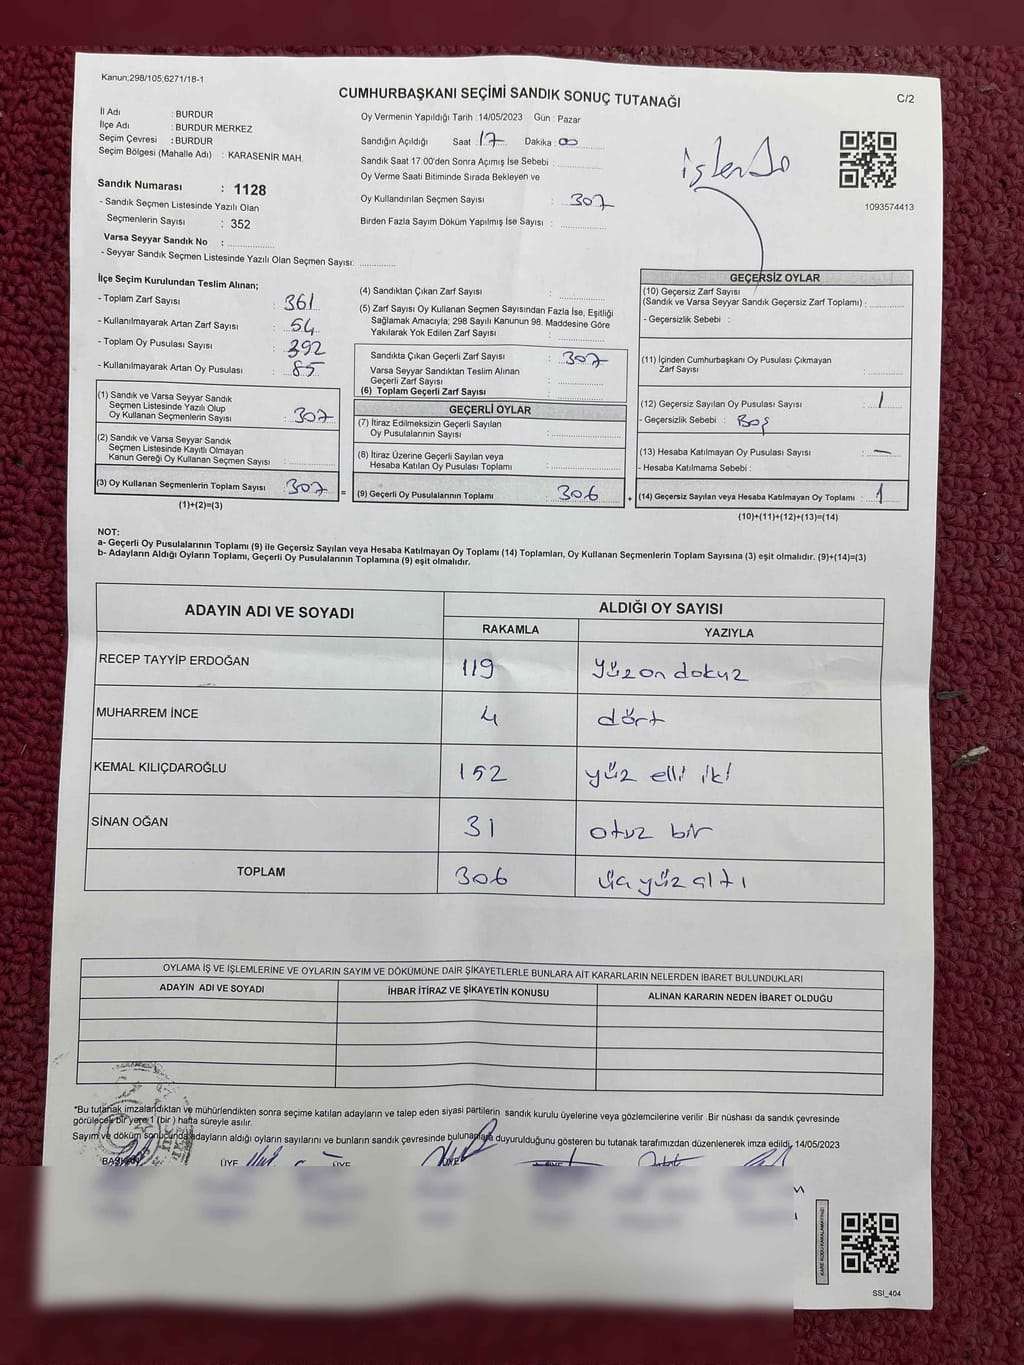 Kanun;298/105;6271/18-1
CUMHURBAŞKANI SEÇİMİ SANDIK SONUÇ TUTANAĞI
C/2
İl Adı : BURDUR
İlçe Adı : BURDUR MERKEZ
Seçim Çevresi : BURDUR
Seçim Bölgesi (Mahalle Adı) : KARASENİR MAH.
Sandık Numarası : 1128
- Sandık Seçmen Listesinde Yazılı Olan
Seçmenlerin Sayısı : 352
Varsa Seyyar Sandık No :
- Seyyar Sandık Seçmen Listesinde Yazılı Olan Seçmen Sayısı:
Oy Vermenin Yapıldığı Tarih : 14/05/2023 Gün : Pazar
Sandığın Açıldığı Saat : 17 Dakika : 00
Sandık Saat 17.00'den Sonra Açımış İse Sebebi :
Oy Verme Saati Bitiminde Sırada Bekleyen ve
Oy Kullandırılan Seçmen Sayısı : 307
Birden Fazla Sayım Döküm Yapılmış İse Sayısı :
işlendi
1093574413
İlçe Seçim Kurulundan Teslim Alınan;
- Toplam Zarf Sayısı : 361
- Kullanılmayarak Artan Zarf Sayısı : 54
- Toplam Oy Pusulası Sayısı : 392
- Kullanılmayarak Artan Oy Pusulası : 85
(1) Sandık ve Varsa Seyyar Sandık
Seçmen Listesinde Yazılı Olup
Oy Kullanan Seçmenlerin Sayısı : 307
(2) Sandık ve Varsa Seyyar Sandık
Seçmen Listesinde Kayıtlı Olmayan
Kanun Gereği Oy Kullanan Seçmen Sayısı :
(3) Oy Kullanan Seçmenlerin Toplam Sayısı : 307 =
(1)+(2)=(3)
(4) Sandıktan Çıkan Zarf Sayısı :
(5) Zarf Sayısı Oy Kullanan Seçmen Sayısından Fazla İse, Eşitliği
Sağlamak Amacıyla; 298 Sayılı Kanunun 98. Maddesine Göre
Yakılarak Yok Edilen Zarf Sayısı :
Sandıkta Çıkan Geçerli Zarf Sayısı : 307
Varsa Seyyar Sandıktan Teslim Alınan
Geçerli Zarf Sayısı :
(6) Toplam Geçerli Zarf Sayısı :
GEÇERLİ OYLAR
(7) İtiraz Edilmeksizin Geçerli Sayılan
Oy Pusulalarının Sayısı :
(8) İtiraz Üzerine Geçerli Sayılan veya
Hesaba Katılan Oy Pusulası Toplamı :
(9) Geçerli Oy Pusulalarının Toplamı : 306 +
GEÇERSİZ OYLAR
(10) Geçersiz Zarf Sayısı
(Sandık ve Varsa Seyyar Sandık Geçersiz Zarf Toplamı) :
- Geçersizlik Sebebi :
(11) İçinden Cumhurbaşkanı Oy Pusulası Çıkmayan
Zarf Sayısı :
(12) Geçersiz Sayılan Oy Pusulası Sayısı : 1
- Geçersizlik Sebebi : Boş
(13) Hesaba Katılmayan Oy Pusulası Sayısı : —
- Hesaba Katılmama Sebebi :
(14) Geçersiz Sayılan veya Hesaba Katılmayan Oy Toplamı : 1
(10)+(11)+(12)+(13)=(14)
NOT:
a- Geçerli Oy Pusulalarının Toplamı (9) ile Geçersiz Sayılan veya Hesaba Katılmayan Oy Toplamı (14) Toplamları, Oy Kullanan Seçmenlerin Toplam Sayısına (3) eşit olmalıdır. (9)+(14)=(3)
b- Adayların Aldığı Oyların Toplamı, Geçerli Oy Pusulalarının Toplamına (9) eşit olmalıdır.
ADAYIN ADI VE SOYADI
ALDIĞI OY SAYISI
RAKAMLA YAZIYLA
RECEP TAYYİP ERDOĞAN 119 yüz on dokuz
MUHARREM İNCE 4 dört
KEMAL KILIÇDAROĞLU 152 yüz elli iki
SİNAN OĞAN 31 otuz bir
TOPLAM 306 üç yüz altı
OYLAMA İŞ VE İŞLEMLERİNE VE OYLARIN SAYIM VE DÖKÜMÜNE DAİR ŞİKAYETLERLE BUNLARA AİT KARARLARIN NELERDEN İBARET BULUNDUKLARI
ADAYIN ADI VE SOYADI İHBAR İTİRAZ VE ŞİKAYETİN KONUSU ALINAN KARARIN NEDEN İBARET OLDUĞU
*Bu tutanak imzalandıktan ve mühürlendikten sonra seçime katılan adayların ve talep eden siyasi partilerin sandık kurulu üyelerine veya gözlemcilerine verilir .Bir nüshası da sandık çevresinde
görülecek bir yere 1 (bir ) hafta süreyle asılır.
Sayım ve döküm sonucunda adayların aldığı oyların sayılarını ve bunların sandık çevresinde bulunanlara duyurulduğunu gösteren bu tutanak tarafımızdan düzenlenerek imza edildi. 14/05/2023
BAŞKAN ÜYE ÜYE ÜYE ÜYE
KARE KODU KARALAMAYINIZ!
SSI_404